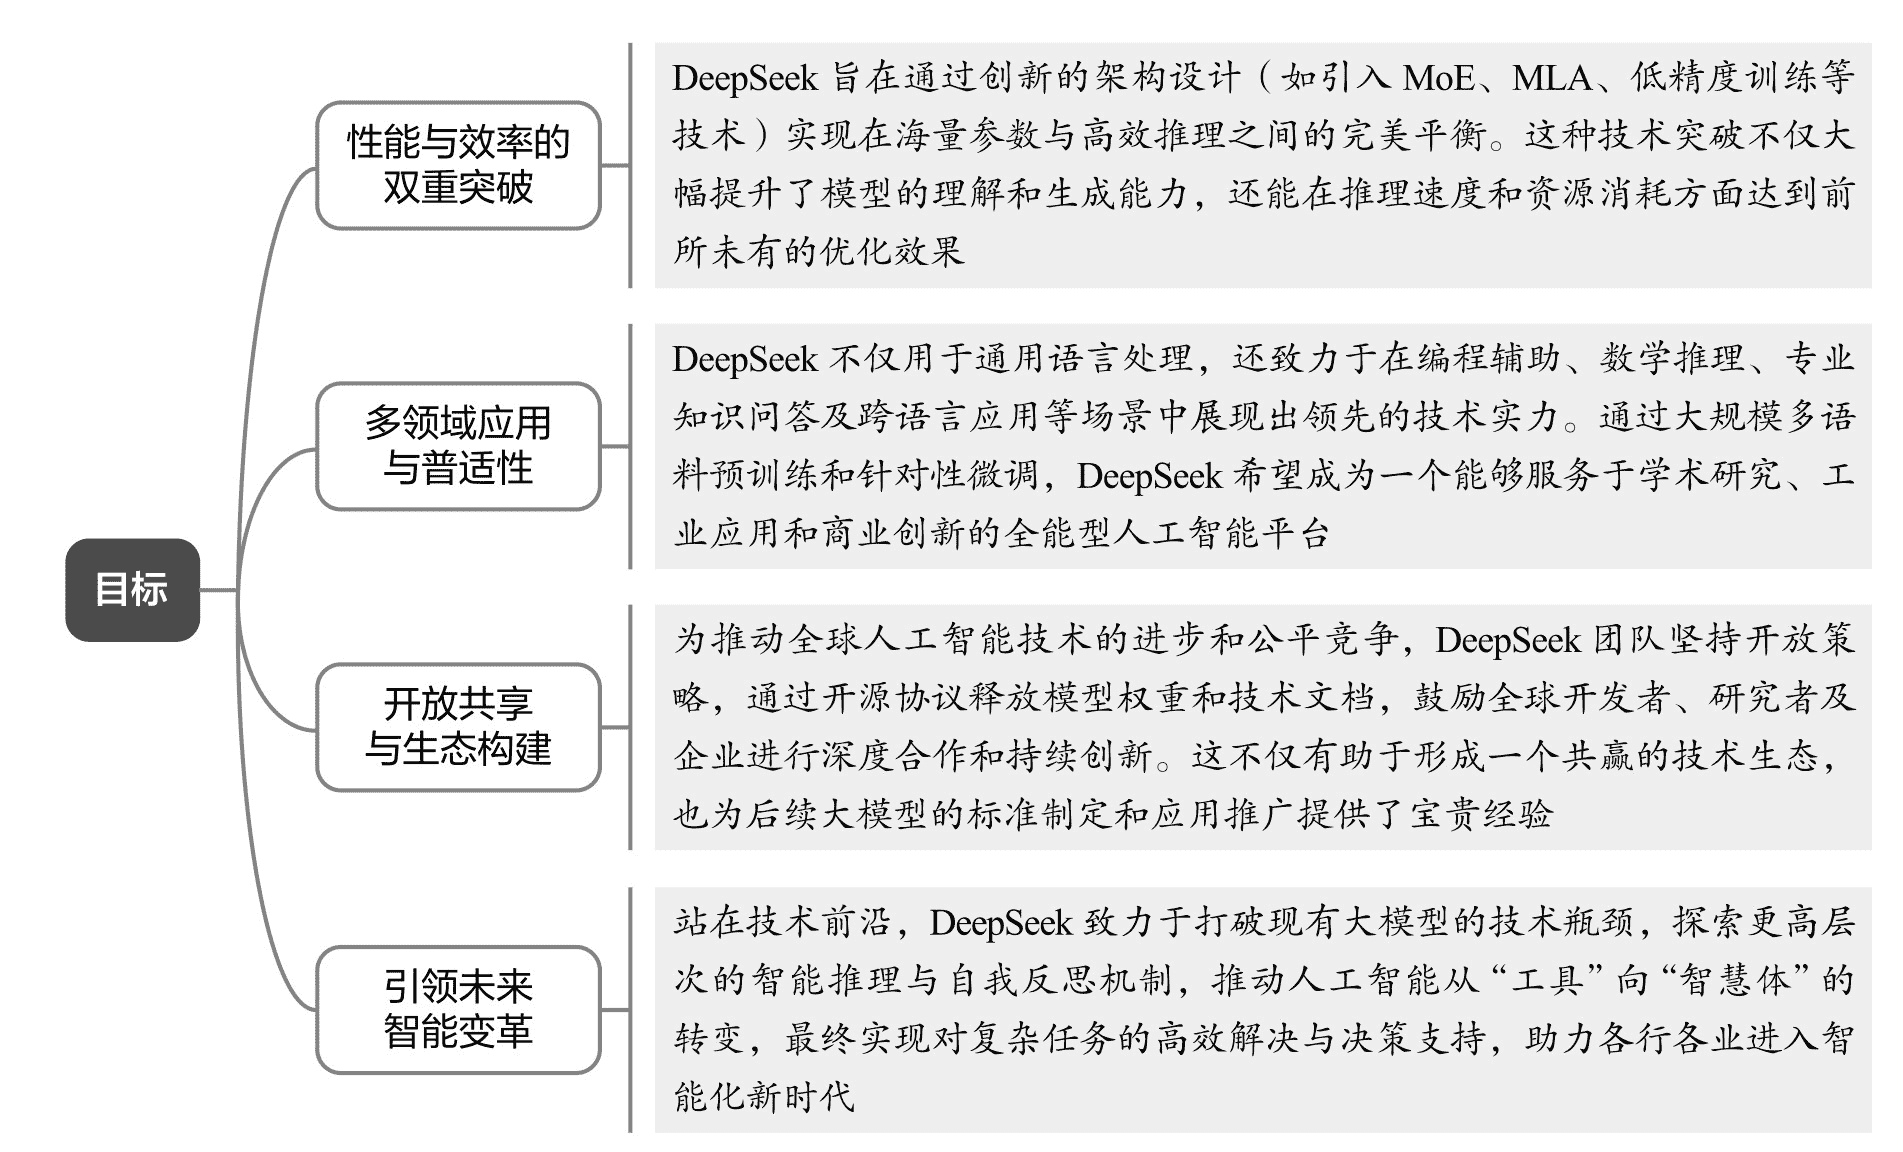 目标
性能与效率的
双重突破
DeepSeek 旨在通过创新的架构设计（如引入 MoE、MLA、低精度训练等
技术）实现在海量参数与高效推理之间的完美平衡。这种技术突破不仅大
幅提升了模型的理解和生成能力，还能在推理速度和资源消耗方面达到前
所未有的优化效果
多领域应用
与普适性
DeepSeek 不仅用于通用语言处理，还致力于在编程辅助、数学推理、专业
知识问答及跨语言应用等场景中展现出领先的技术实力。通过大规模多语
料预训练和针对性微调，DeepSeek 希望成为一个能够服务于学术研究、工
业应用和商业创新的全能型人工智能平台
开放共享
与生态构建
为推动全球人工智能技术的进步和公平竞争，DeepSeek 团队坚持开放策
略，通过开源协议释放模型权重和技术文档，鼓励全球开发者、研究者及
企业进行深度合作和持续创新。这不仅有助于形成一个共赢的技术生态，
也为后续大模型的标准制定和应用推广提供了宝贵经验
引领未来
智能变革
站在技术前沿，DeepSeek 致力于打破现有大模型的技术瓶颈，探索更高层
次的智能推理与自我反思机制，推动人工智能从“工具”向“智慧体”的
转变，最终实现对复杂任务的高效解决与决策支持，助力各行各业进入智
能化新时代